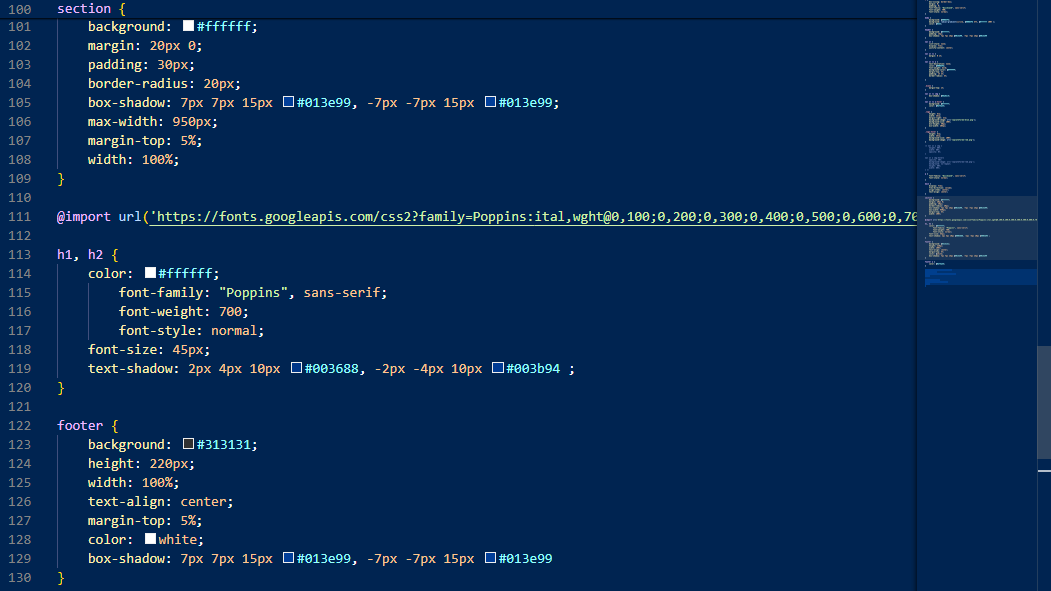 100 section {
101 background: #ffffff;
102 margin: 20px 0;
103 padding: 30px;
104 border-radius: 20px;
105 box-shadow: 7px 7px 15px #013e99, -7px -7px 15px #013e99;
106 max-width: 950px;
107 margin-top: 5%;
108 width: 100%;
109 }
110
111 @import url('https://fonts.googleapis.com/css2?family=Poppins:ital,wght@0,100;0,200;0,300;0,400;0,500;0,600;0,70
112
113 h1, h2 {
114 color: #ffffff;
115 font-family: "Poppins", sans-serif;
116 font-weight: 700;
117 font-style: normal;
118 font-size: 45px;
119 text-shadow: 2px 4px 10px #003688, -2px -4px 10px #003b94 ;
120 }
121
122 footer {
123 background: #313131;
124 height: 220px;
125 width: 100%;
126 text-align: center;
127 margin-top: 5%;
128 color: white;
129 box-shadow: 7px 7px 15px #013e99, -7px -7px 15px #013e99
130 }